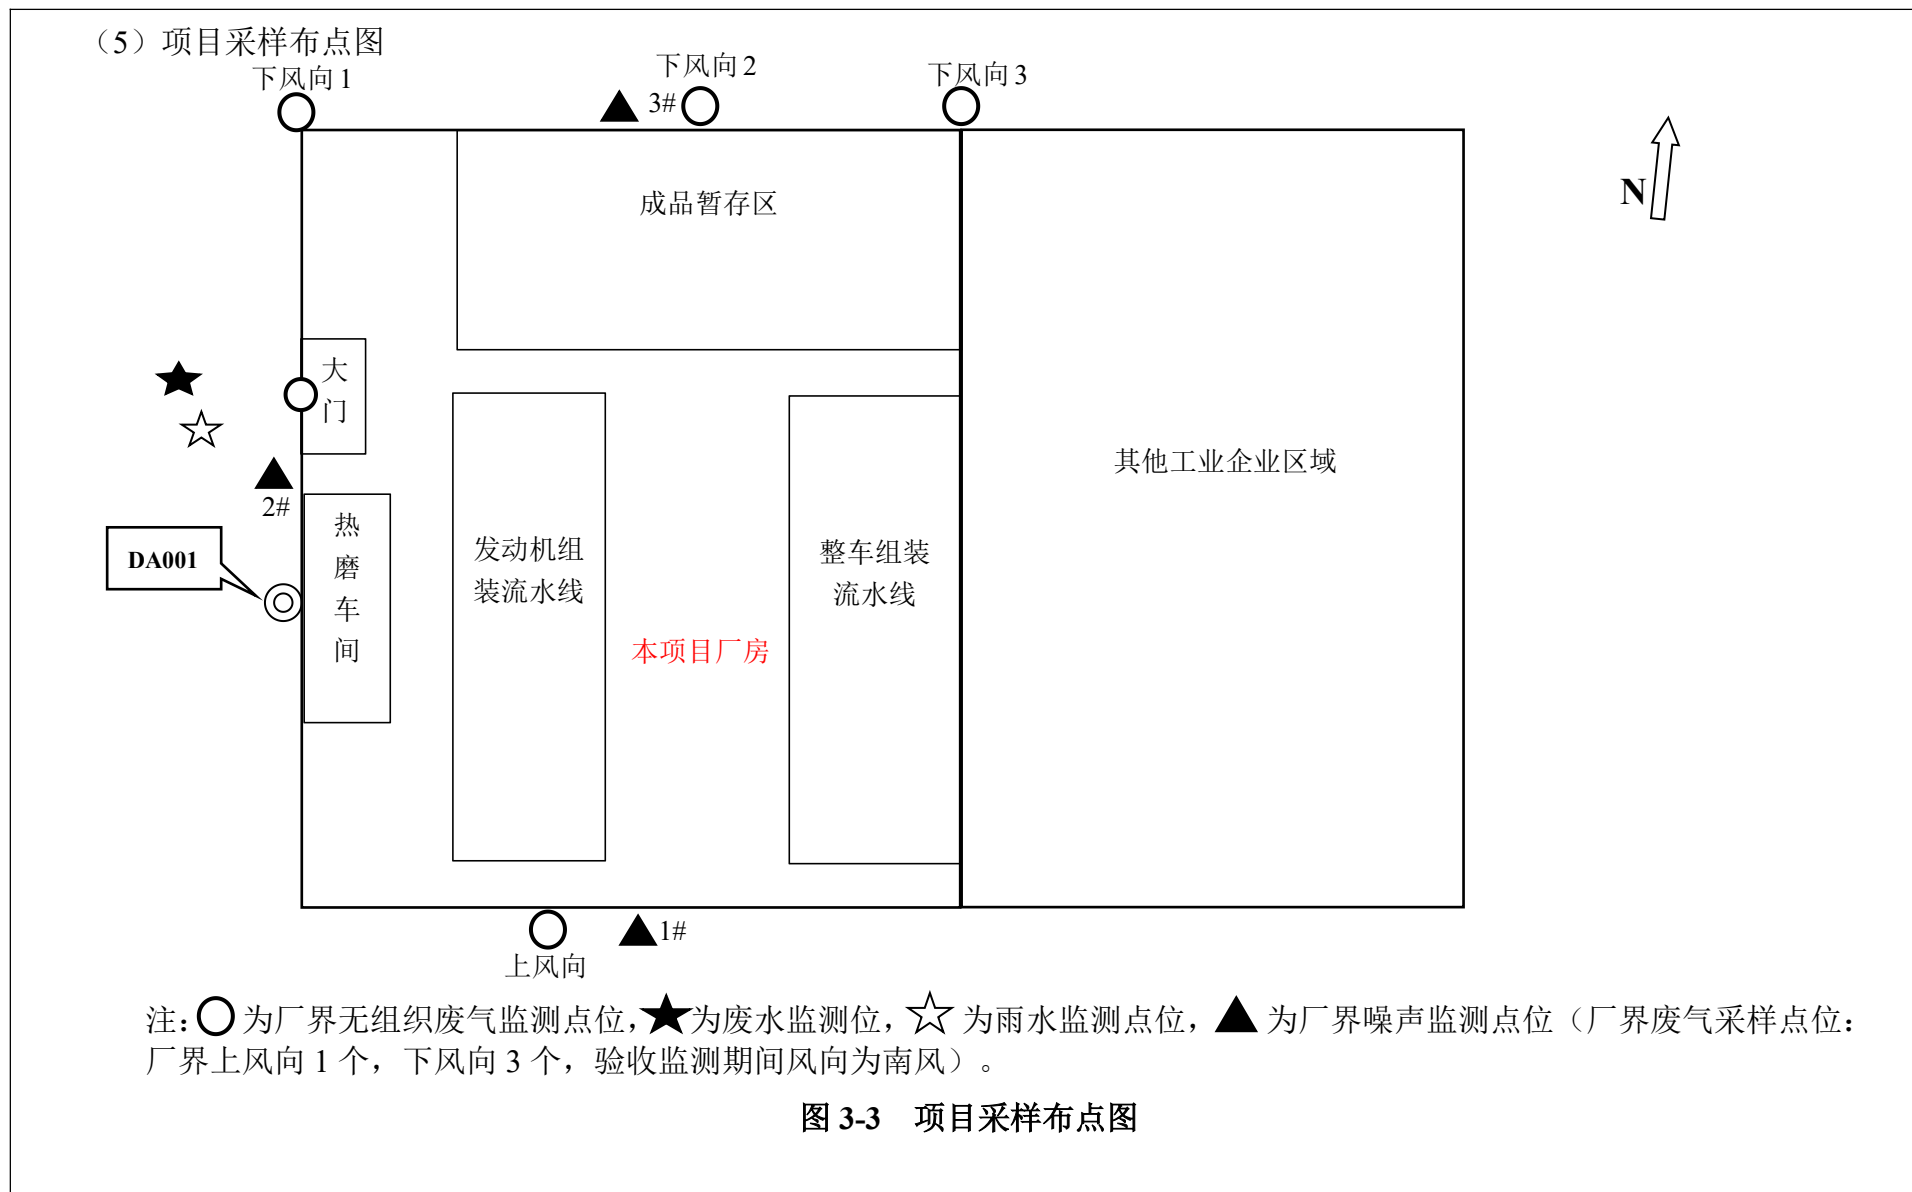 （5）项目采样布点图
下风向 1
下风向 2
下风向 3
3#
N
成品暂存区
大
门
2#
DA001
热
磨
车
间
发动机组
装流水线
本项目厂房
整车组装
流水线
其他工业企业区域
1#
上风向
注：为厂界无组织废气监测点位，为废水监测位，为雨水监测点位，为厂界噪声监测点位（厂界废气采样点位：
厂界上风向 1 个，下风向 3 个，验收监测期间风向为南风）。
图 3-3 项目采样布点图